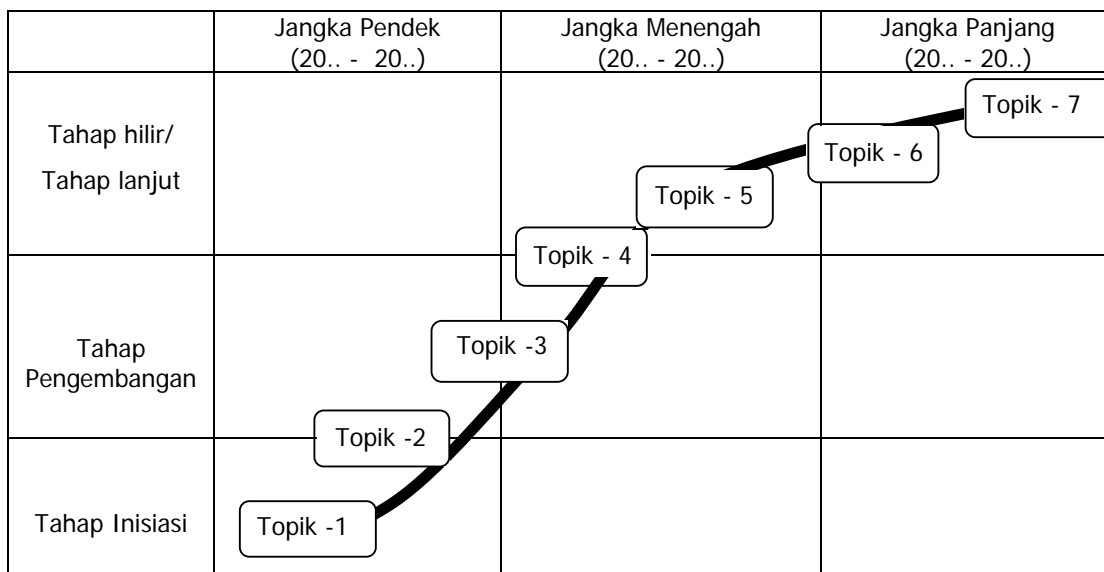 Jangka Pendek
(20.. - 20..)
Jangka Menengah
(20.. - 20..)
Jangka Panjang
(20.. - 20..)
Tahap hilir/
Tahap lanjut
Topik - 7
Topik - 6
Topik - 5
Topik - 4
Tahap
Pengembangan
Topik -3
Topik -2
Tahap Inisiasi
Topik -1